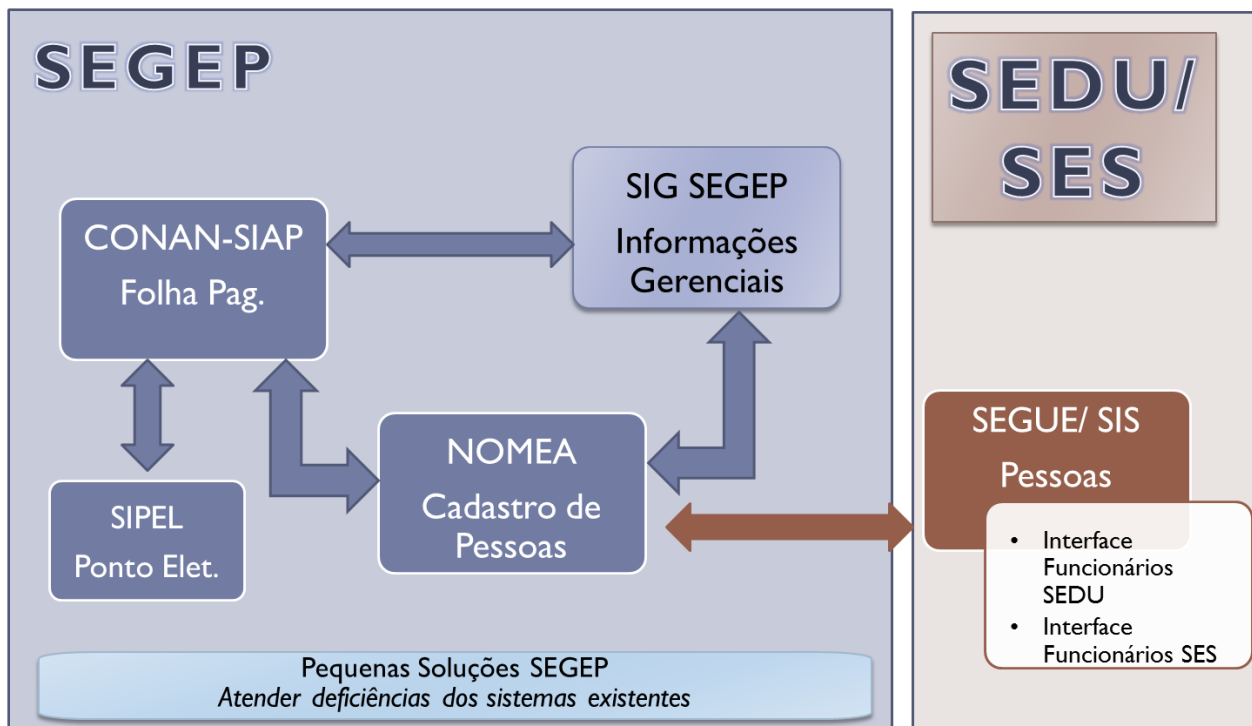 SEGEP
CONAN-SIAP
Folha Pag.
SIG SEGEP
Informações
Gerenciais
SIPEL
Ponto Elet.
NOMEA
Cadastro de
Pessoas
Pequenas Soluções SEGEP
Atender deficiências dos sistemas existentes
SEDU/
SES
SEGUE/ SIS
Pessoas
• Interface
Funcionários
SEDU
• Interface
Funcionários SES